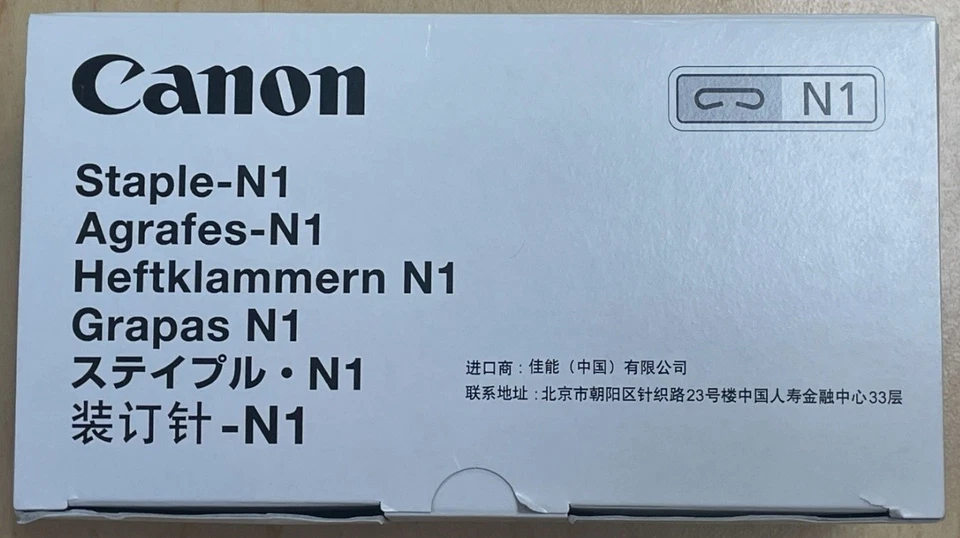 Canon
N1
Staple-N1
Agrafes-N1
Heftklammern N1
Grapas N1
ステイプル・N1
装订针-N1
进口商：佳能（中国）有限公司
联系地址：北京市朝阳区针织路23号楼中国人寿金融中心33层